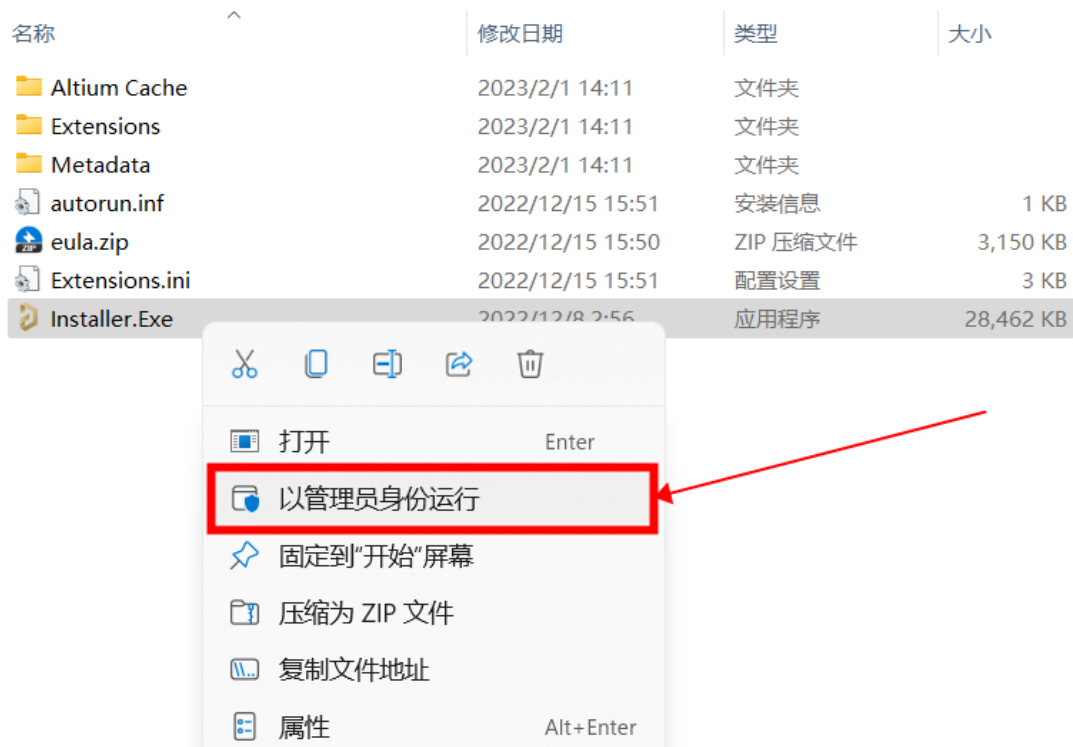 名称 修改日期 类型 大小
Altium Cache 2023/2/1 14:11 文件夹
Extensions 2023/2/1 14:11 文件夹
Metadata 2023/2/1 14:11 文件夹
autorun.inf 2022/12/15 15:51 安装信息 1 KB
eula.zip 2022/12/15 15:50 ZIP 压缩文件 3,150 KB
Extensions.ini 2022/12/15 15:51 配置设置 3 KB
Installer.Exe 2022/12/8 2:56 应用程序 28,462 KB
打开 Enter
以管理员身份运行
固定到“开始”屏幕
压缩为 ZIP 文件
复制文件地址
属性 Alt+Enter